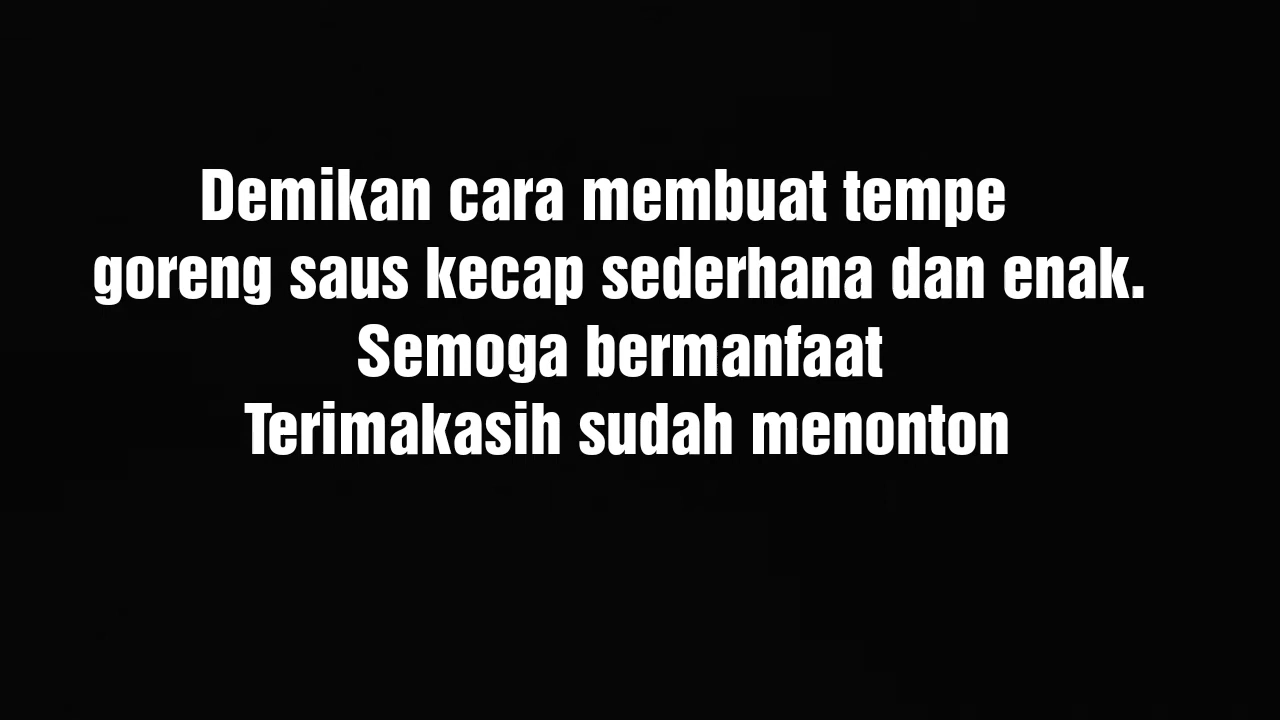 Demikan cara membuat tempe
goreng saus kecap sederhana dan enak.
Semoga bermanfaat
Terimakasih sudah menonton